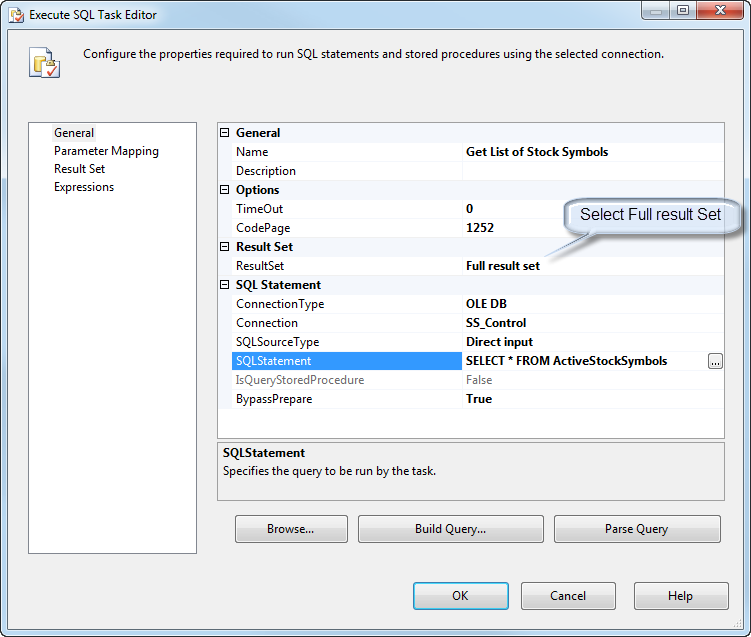 Execute SQL Task Editor
Configure the properties required to run SQL statements and stored procedures using the selected connection.
General
Parameter Mapping
Result Set
Expressions
General
Name Get List of Stock Symbols
Description
Options
TimeOut 0
CodePage 1252
Select Full result Set
Result Set
ResultSet Full result set
SQL Statement
ConnectionType OLE DB
Connection SS_Control
SQLSourceType Direct input
SQLStatement SELECT * FROM ActiveStockSymbols ...
IsQueryStoredProcedure False
BypassPrepare True
SQLStatement
Specifies the query to be run by the task.
Browse... Build Query... Parse Query
OK Cancel Help